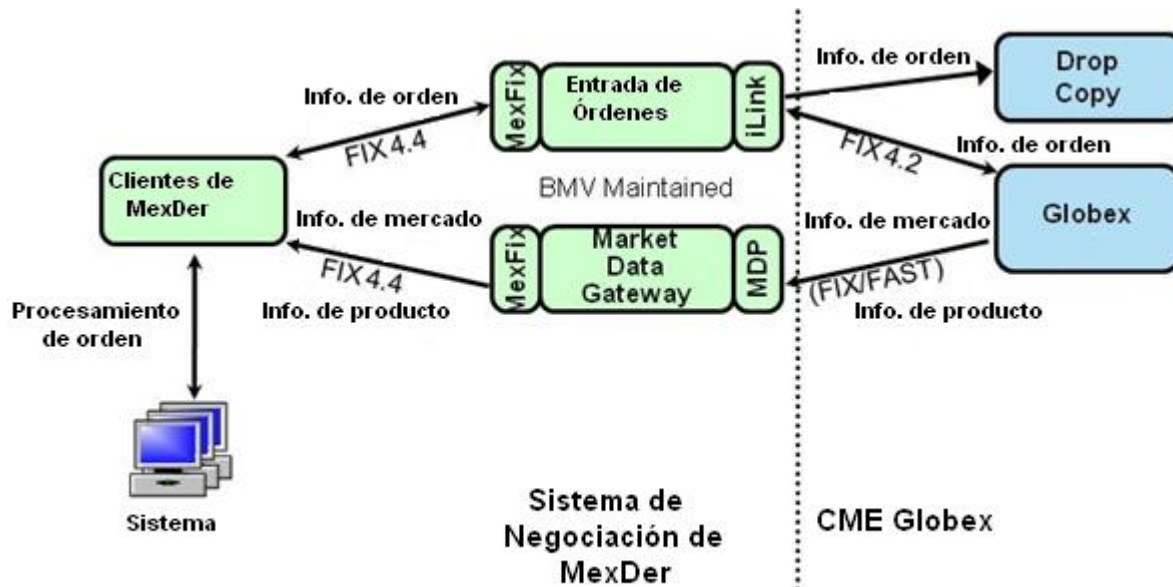 Info. de orden
Drop
Copy
MexFix
Entrada de
Órdenes
iLink
Info. de orden
FIX 4.4
FIX 4.2
Info. de orden
Clientes de
MexDer
BMV Maintained
Globex
Info. de mercado
MexFix
Market
Data
Gateway
MDP
Info. de mercado
FIX 4.4
(FIX/FAST)
Info. de producto
Info. de producto
Procesamiento
de orden
Sistema
Sistema de
Negociación de
MexDer
CME Globex